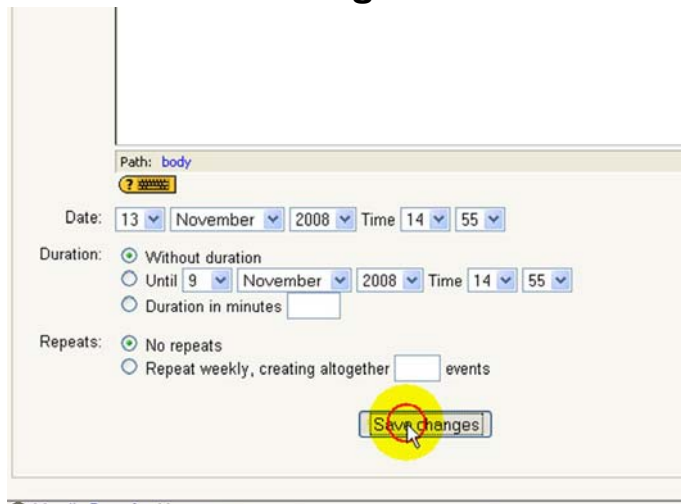 Path: body
?
Date: 13 November 2008 Time 14 55
Duration: Without duration
Until 9 November 2008 Time 14 55
Duration in minutes
Repeats: No repeats
Repeat weekly, creating altogether events
Save changes